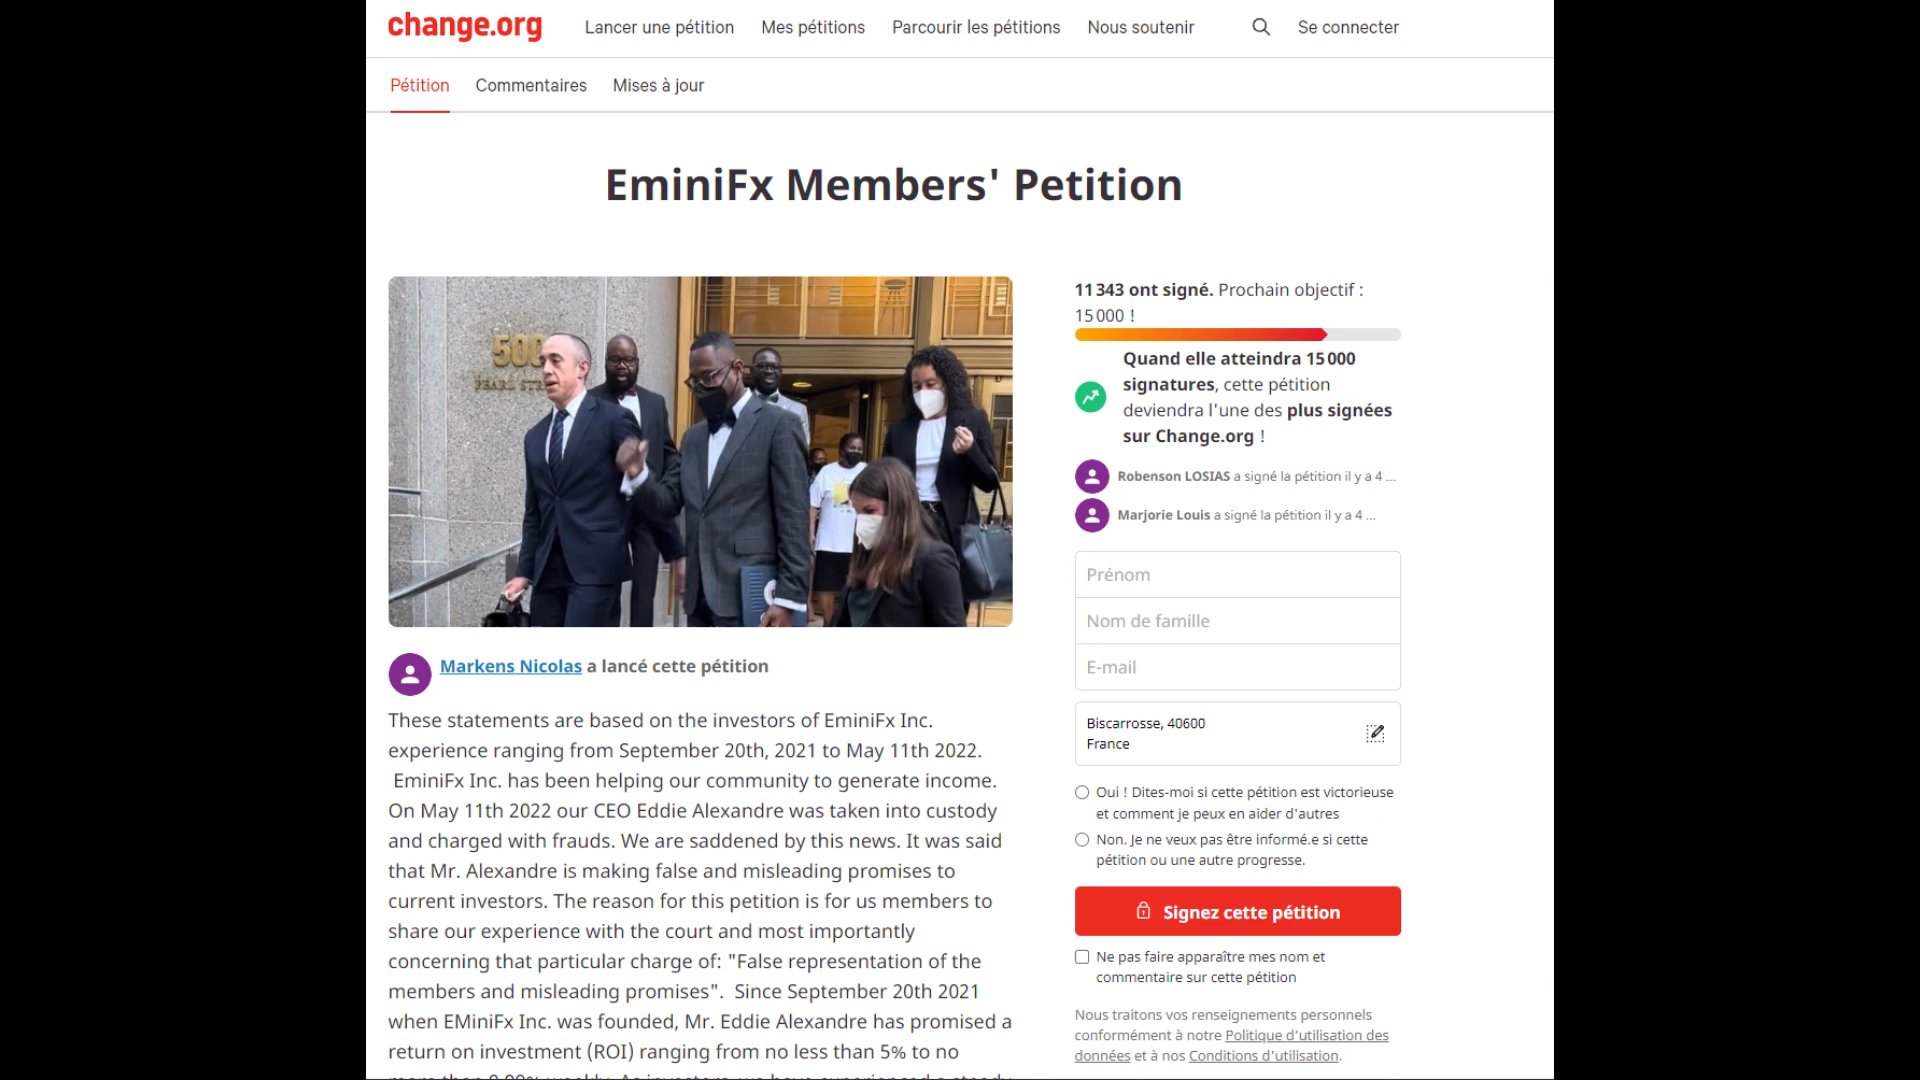 change.org
Lancer une pétition
Mes pétitions
Parcourir les pétitions
Nous soutenir
Se connecter
Pétition
Commentaires
Mises à jour
EminiFx Members' Petition
500
PEARL STR
Markens Nicolas a lancé cette pétition
These statements are based on the investors of EminiFx Inc.
experience ranging from September 20th, 2021 to May 11th 2022.
EminiFx Inc. has been helping our community to generate income.
On May 11th 2022 our CEO Eddie Alexandre was taken into custody
and charged with frauds. We are saddened by this news. It was said
that Mr. Alexandre is making false and misleading promises to
current investors. The reason for this petition is for us members to
share our experience with the court and most importantly
concerning that particular charge of: "False representation of the
members and misleading promises".  Since September 20th 2021
when EMiniFx Inc. was founded, Mr. Eddie Alexandre has promised a
return on investment (ROI) ranging from no less than 5% to no
11 343 ont signé. Prochain objectif :
15 000 !
Quand elle atteindra 15 000
signatures, cette pétition
deviendra l'une des plus signées
sur Change.org !
Robenson LOSIAS a signé la pétition il y a 4 ...
Marjorie Louis a signé la pétition il y a 4 ...
Prénom
Nom de famille
E-mail
Biscarrosse, 40600
France
Oui ! Dites-moi si cette pétition est victorieuse
et comment je peux en aider d'autres
Non. Je ne veux pas être informé.e si cette
pétition ou une autre progresse.
Signez cette pétition
Ne pas faire apparaître mes nom et
commentaire sur cette pétition
Nous traitons vos renseignements personnels
conformément à notre Politique d'utilisation des
données et à nos Conditions d'utilisation.